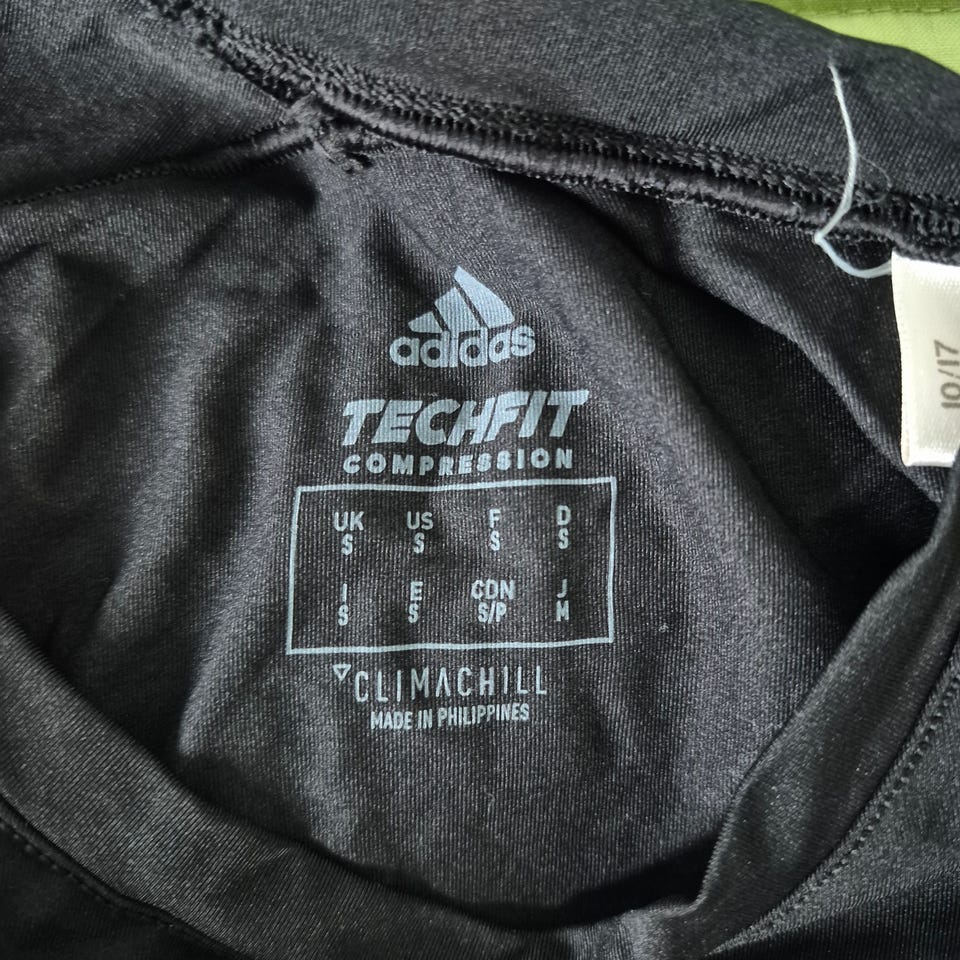 adidas
TECHFIT
COMPRESSION
UK US F D
S S S S
I E CDN J
S S S/P M
CLIMACHILL
MADE IN PHILIPPINES
10/17